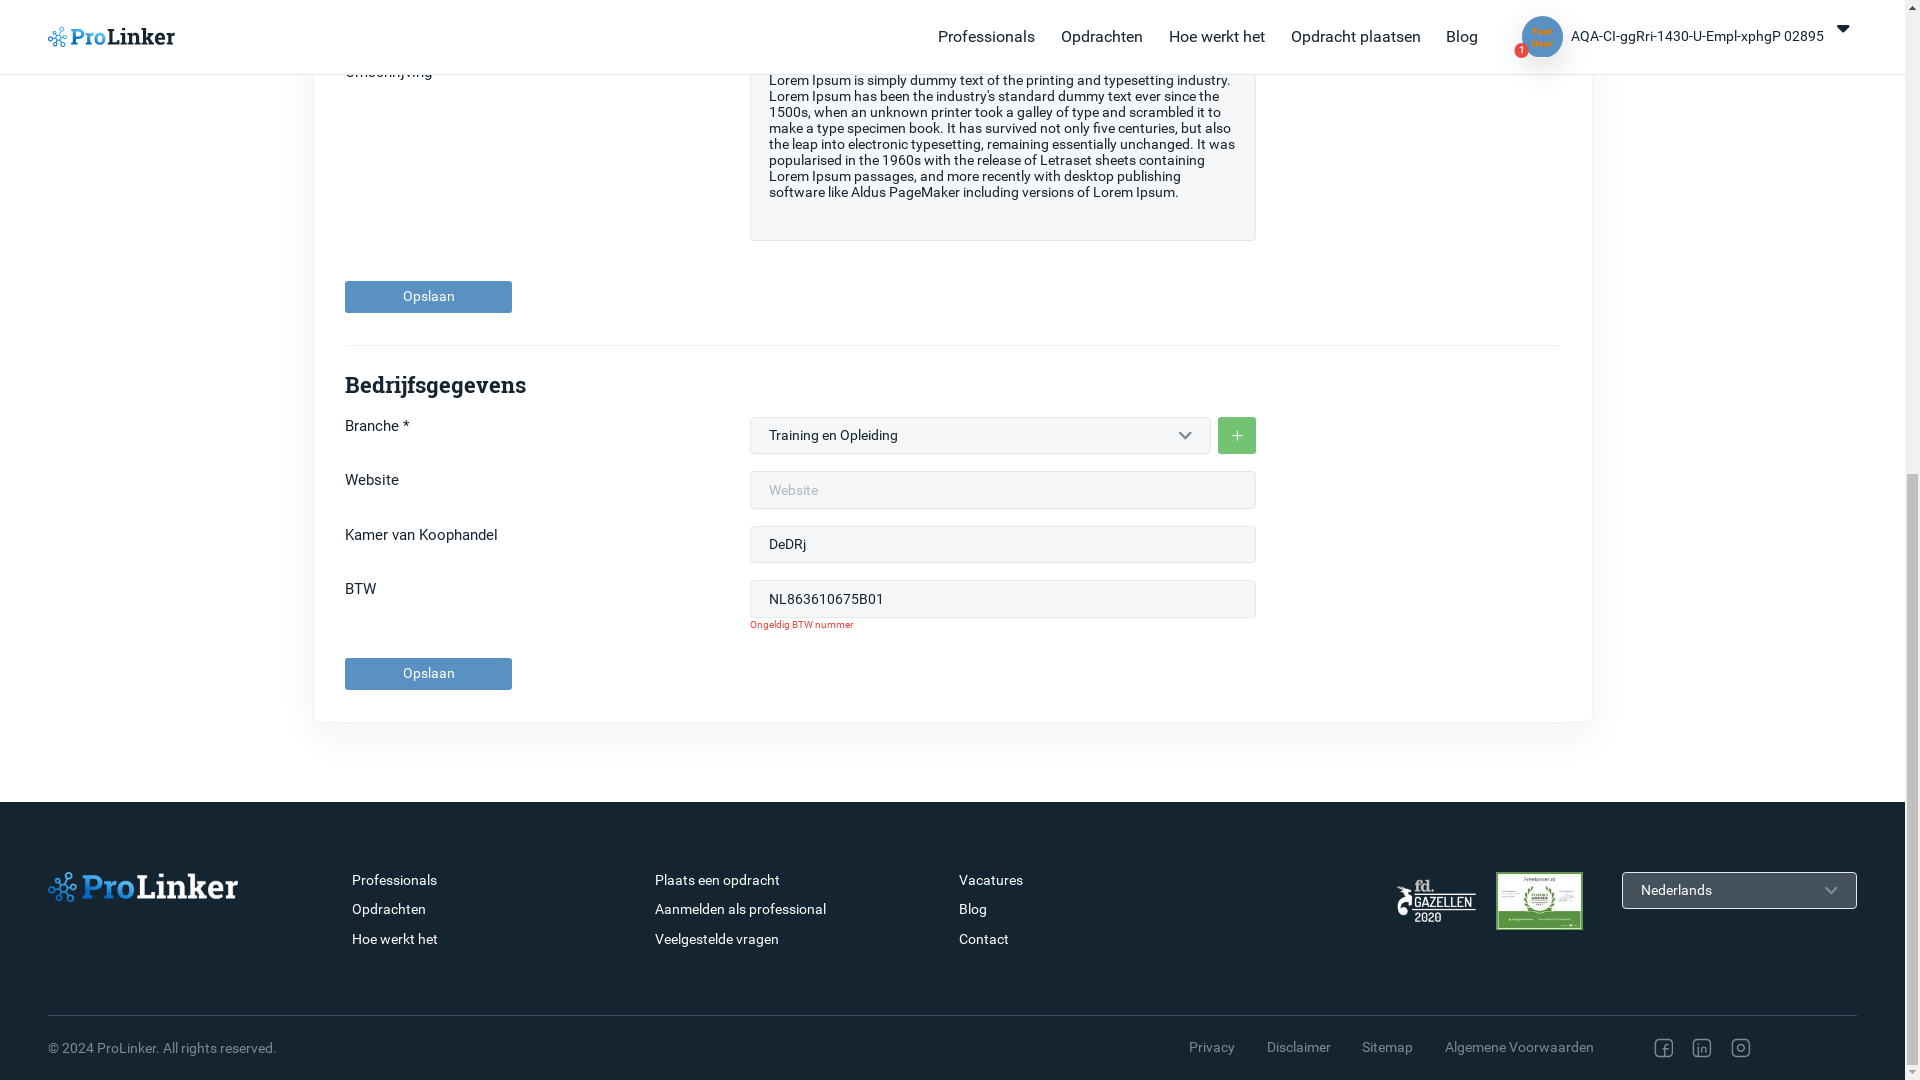 ProLinker
Professionals
Opdrachten
Hoe werkt het
Opdracht plaatsen
Blog
1
AQA-CI-ggRri-1430-U-Empl-xphgP 02895
Omschrijving
Lorem Ipsum is simply dummy text of the printing and typesetting industry.
Lorem Ipsum has been the industry's standard dummy text ever since the
1500s, when an unknown printer took a galley of type and scrambled it to
make a type specimen book. It has survived not only five centuries, but also
the leap into electronic typesetting, remaining essentially unchanged. It was
popularised in the 1960s with the release of Letraset sheets containing
Lorem Ipsum passages, and more recently with desktop publishing
software like Aldus PageMaker including versions of Lorem Ipsum.
Opslaan
Bedrijfsgegevens
Branche *
Training en Opleiding
Website
Website
Kamer van Koophandel
DeDRj
BTW
NL863610675B01
Ongeldig BTW nummer
Opslaan
ProLinker
Professionals
Opdrachten
Hoe werkt het
Plaats een opdracht
Aanmelden als professional
Veelgestelde vragen
Vacatures
Blog
Contact
fd.
GAZELLEN
2020
Freelancer.nl
Nederlands
© 2024 ProLinker. All rights reserved.
Privacy
Disclaimer
Sitemap
Algemene Voorwaarden